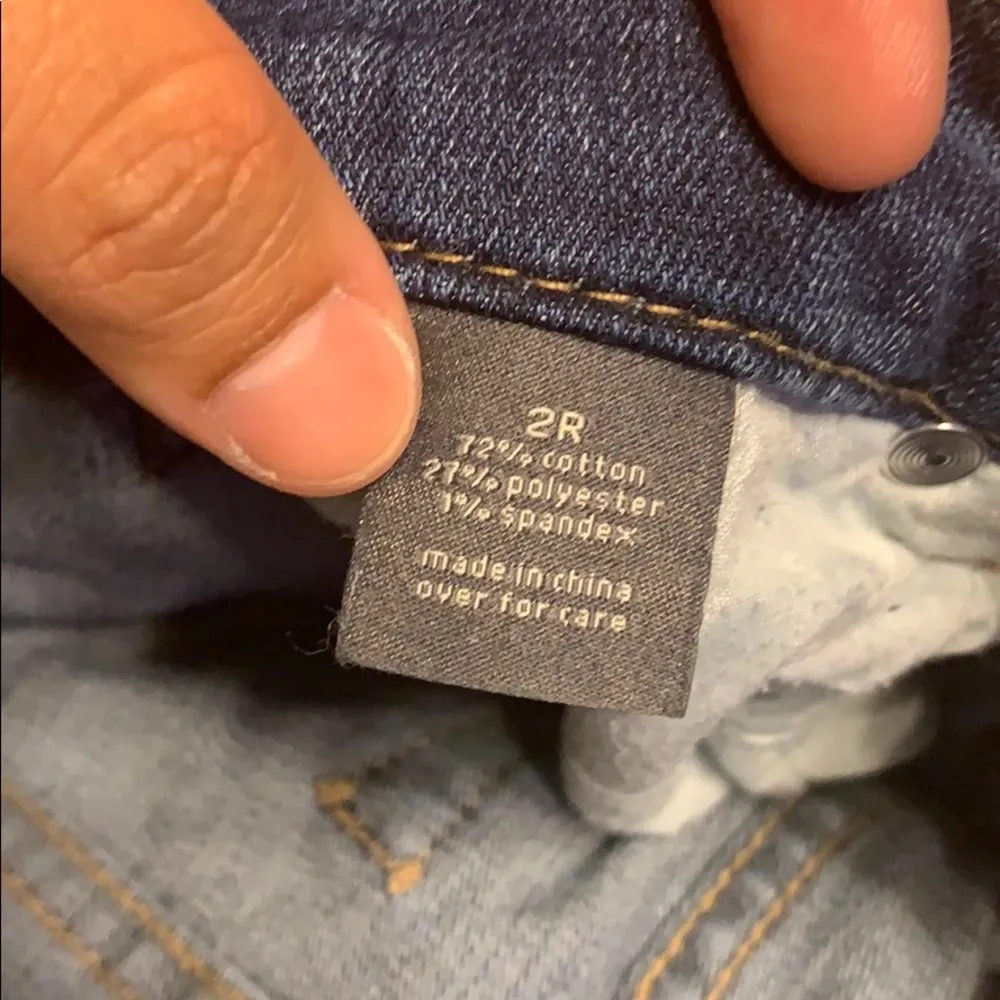 2R
72% cotton
27% polyester
1% spandex
made in china
over for care